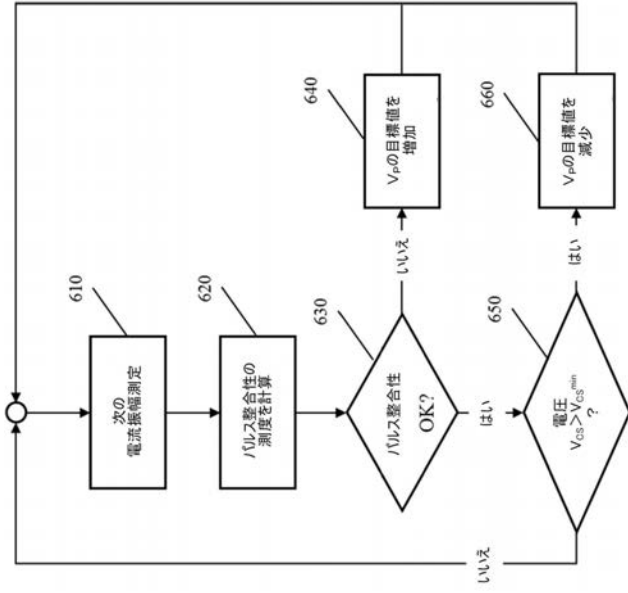 610
次の
電流振幅測定
620
パルス整合性の
測度を計算
630
パルス整合性
OK?
いいえ
640
VPの目標値を
増加
はい
650
電圧
VCS>VCSmin
?
はい
660
VPの目標値を
減少
いいえ